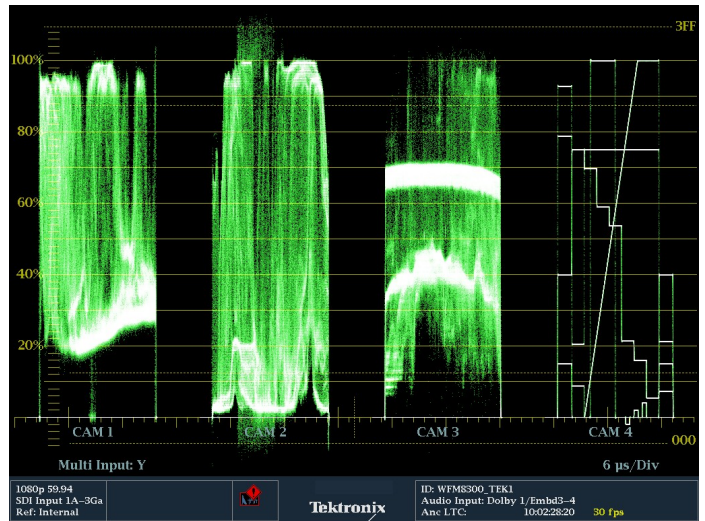 3FF
100%
80%
60%
40%
20%
CAM 1 CAM 2 CAM 3 CAM 4
000
Multi Input: Y 6 µs/Div
1080p 59.94
SDI Input 1A-3Ga
Ref: Internal
Tektronix
ID: WFM8300_TEK1
Audio Input: Dolby 1/Embd3-4
Anc LTC: 10:02:28:20 30 fps